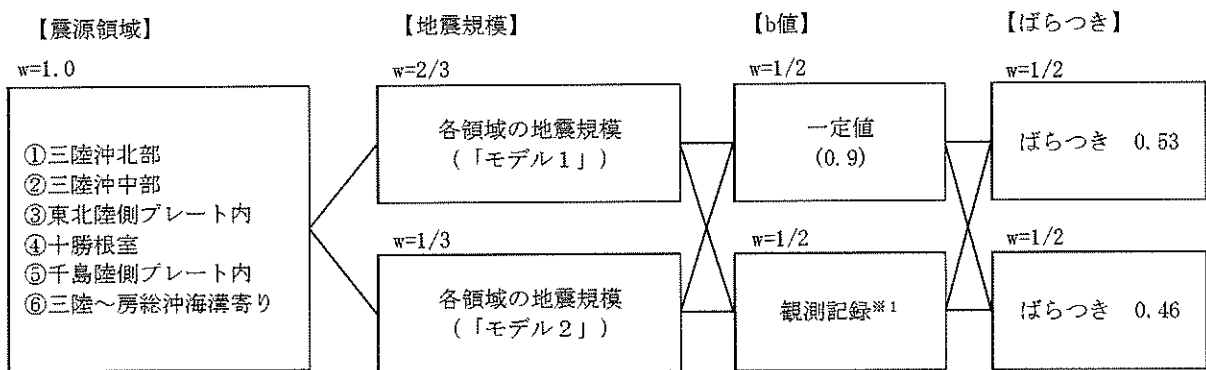 【震源領域】
【地震規模】
【b値】
【ばらつき】
w=1.0
w=2/3
w=1/2
w=1/2
①三陸沖北部
②三陸沖中部
③東北陸側プレート内
④十勝根室
⑤千島陸側プレート内
⑥三陸～房総沖海溝寄り
各領域の地震規模
(「モデル1」)
一定値
(0.9)
ばらつき 0.53
w=1/3
w=1/2
w=1/2
各領域の地震規模
(「モデル2」)
観測記録※1
ばらつき 0.46